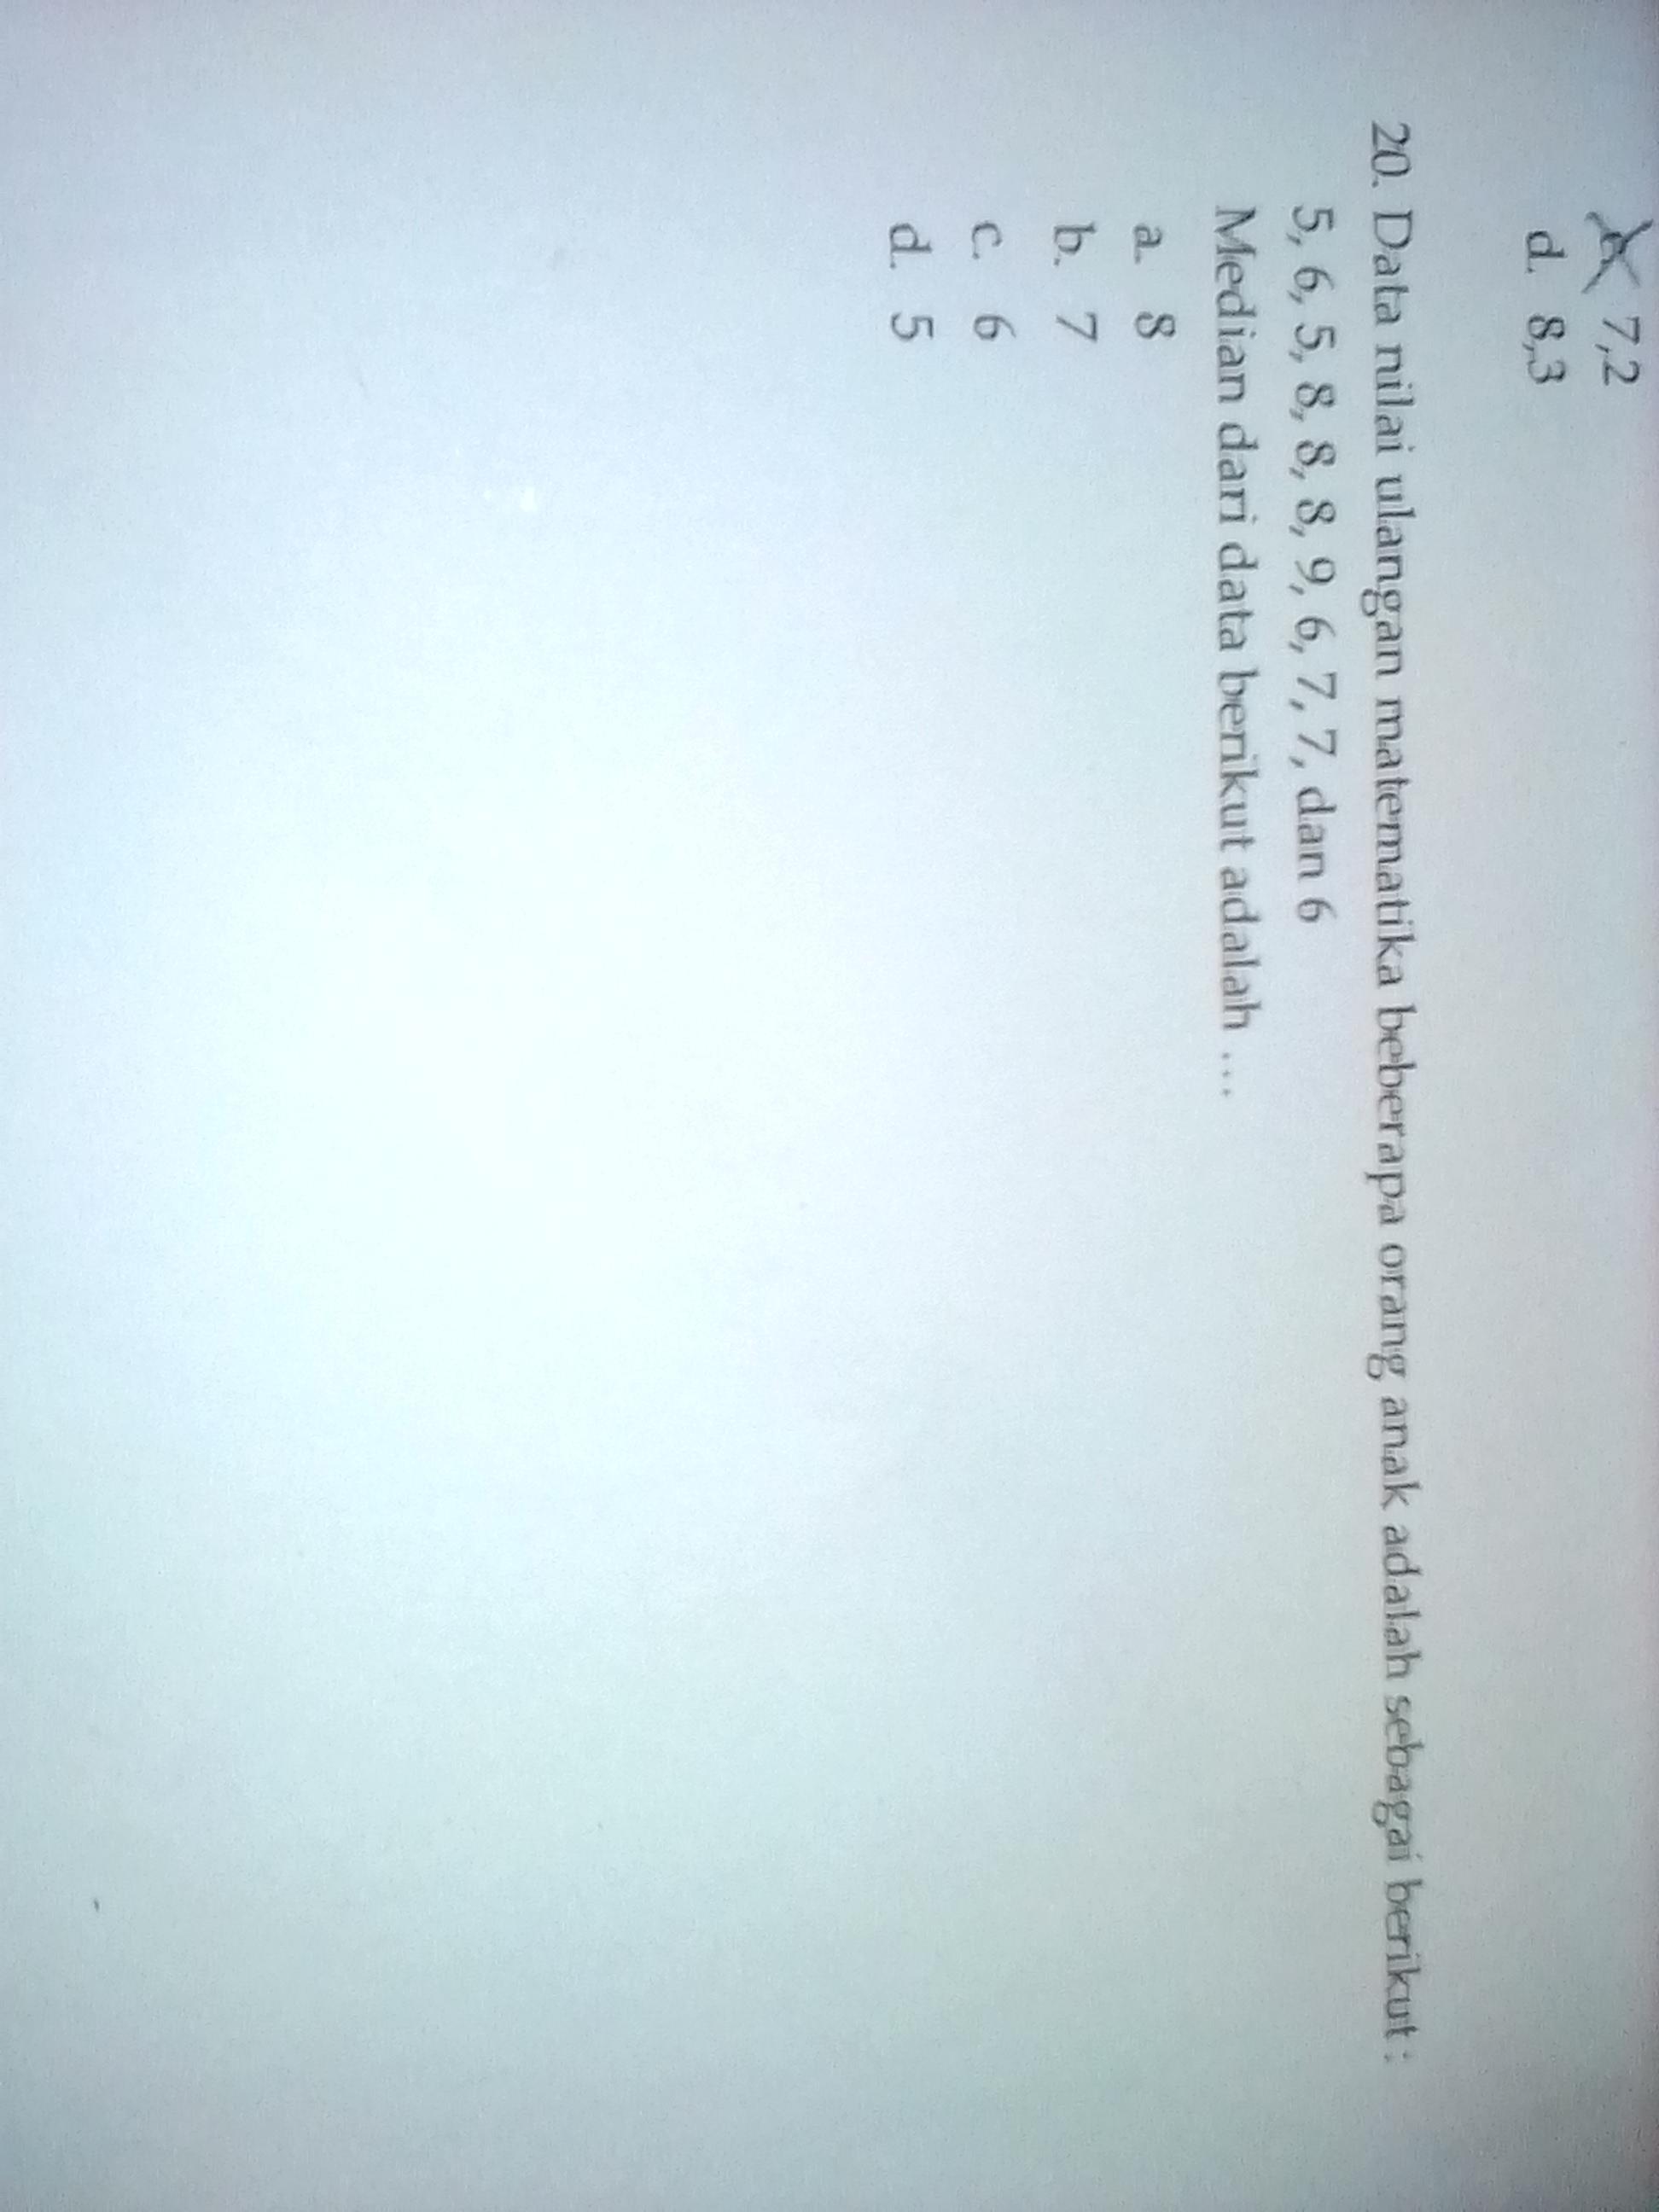 7,2
d. 8,3
20. Data nilai ulangan matematika beberapa orang anak adalah sebagai berikut :
5, 6, 5, 8, 8, 8, 9, 6, 7, 7, dan 6
Median dari data berikut adalah ...
a. 8
b. 7
c. 6
d. 5